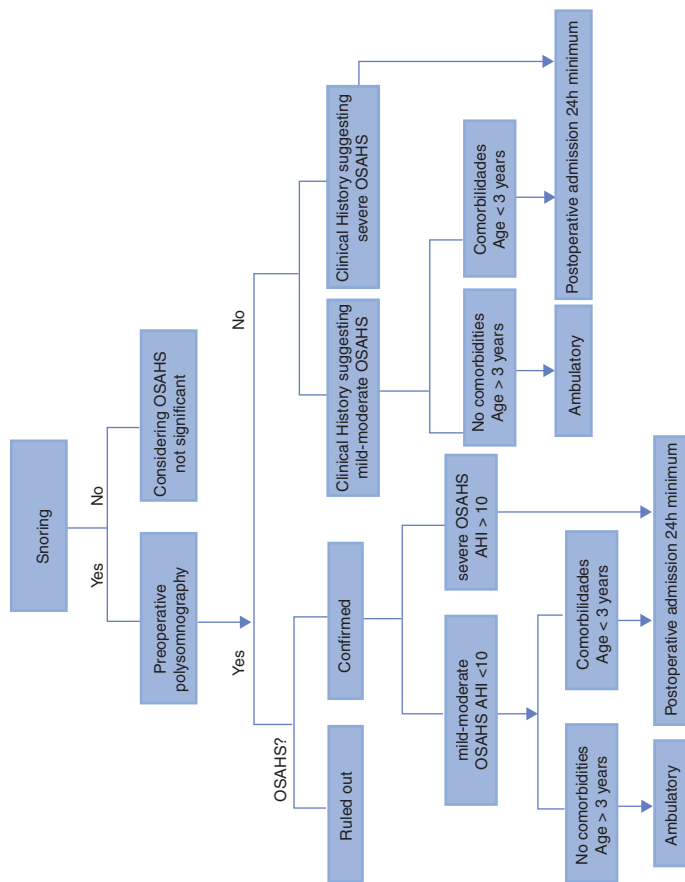 Snoring
Yes
No
Preoperative
polysomnography
Considering OSAHS
not significant
Yes
No
OSAHS?
Ruled out
Confirmed
Clinical History suggesting
mild-moderate OSAHS
Clinical History suggesting
severe OSAHS
mild-moderate
OSAHS AHI <10
severe OSAHS
AHI > 10
No comorbidities
Age > 3 years
Comorbilidades
Age < 3 years
No comorbidities
Age > 3 years
Comorbilidades
Age < 3 years
Ambulatory
Postoperative admission 24h minimum
Ambulatory
Postoperative admission 24h minimum